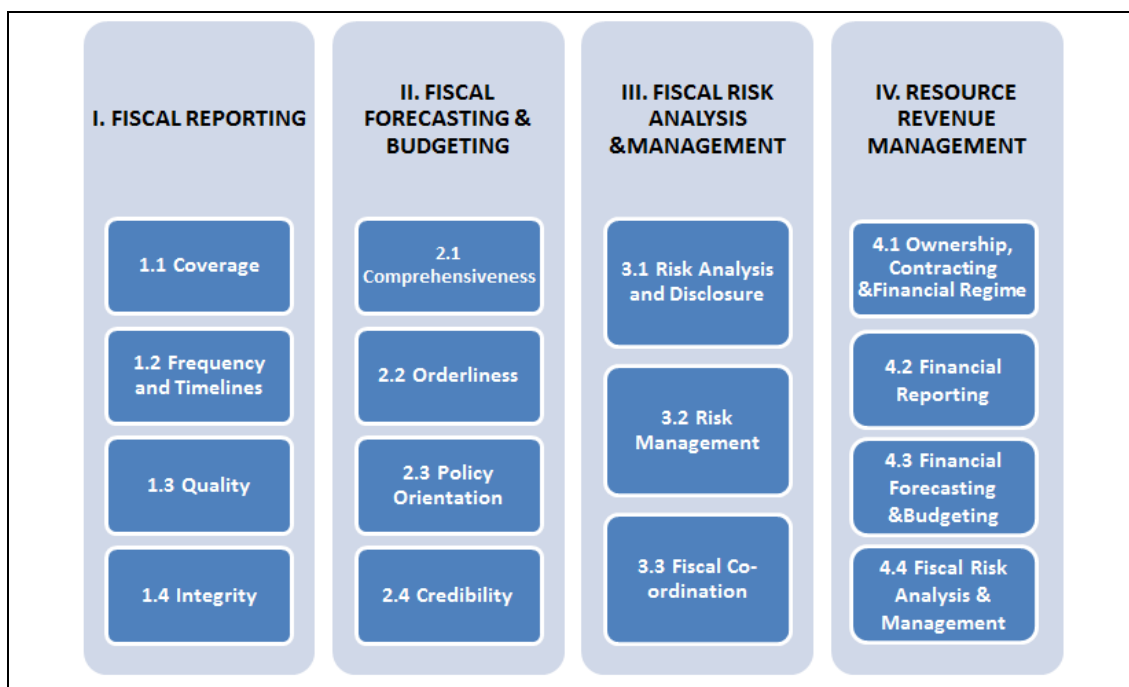 I. FISCAL REPORTING
1.1 Coverage
1.2 Frequency
and Timelines
1.3 Quality
1.4 Integrity
II. FISCAL
FORECASTING &
BUDGETING
2.1
Comprehensiveness
2.2 Orderliness
2.3 Policy
Orientation
2.4 Credibility
III. FISCAL RISK
ANALYSIS
&MANAGEMENT
3.1 Risk Analysis
and Disclosure
3.2 Risk
Management
3.3 Fiscal Co-
ordination
IV. RESOURCE
REVENUE
MANAGEMENT
4.1 Ownership,
Contracting
&Financial Regime
4.2 Financial
Reporting
4.3 Financial
Forecasting
&Budgeting
4.4 Fiscal Risk
Analysis &
Management